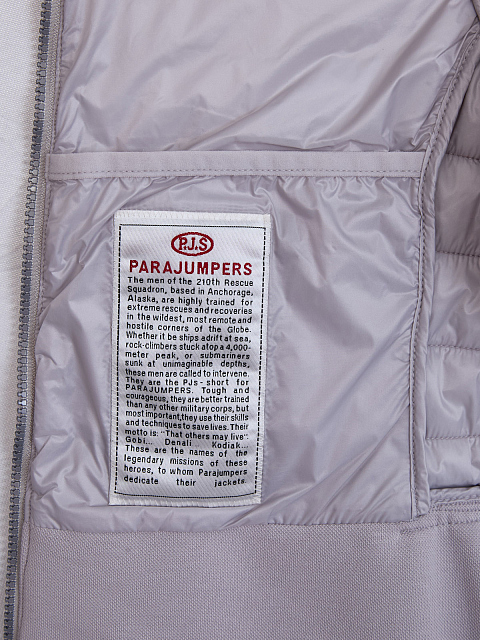 P.J.S
PARAJUMPERS
The men of the 210th Rescue
Squadron, based in Anchorage,
Alaska, are highly trained for
extreme rescues and recoveries
in the wildest, most remote and
hostile corners of the Globe.
Whether it be ships adrift at sea,
rock-climbers stuck atop a 4,000-
meter peak, or submariners
sunk at unimaginable depths,
these men are called to intervene.
They are the PJs - short for
PARAJUMPERS. Tough and
courageous, they are better trained
than any other military corps, but
most important, they use their skills
and techniques to save lives. Their
motto is: "That others may live".
Gobi... Denali... Kodiak...
These are the names of the
legendary missions of these
heroes, to whom Parajumpers
dedicate their jackets.